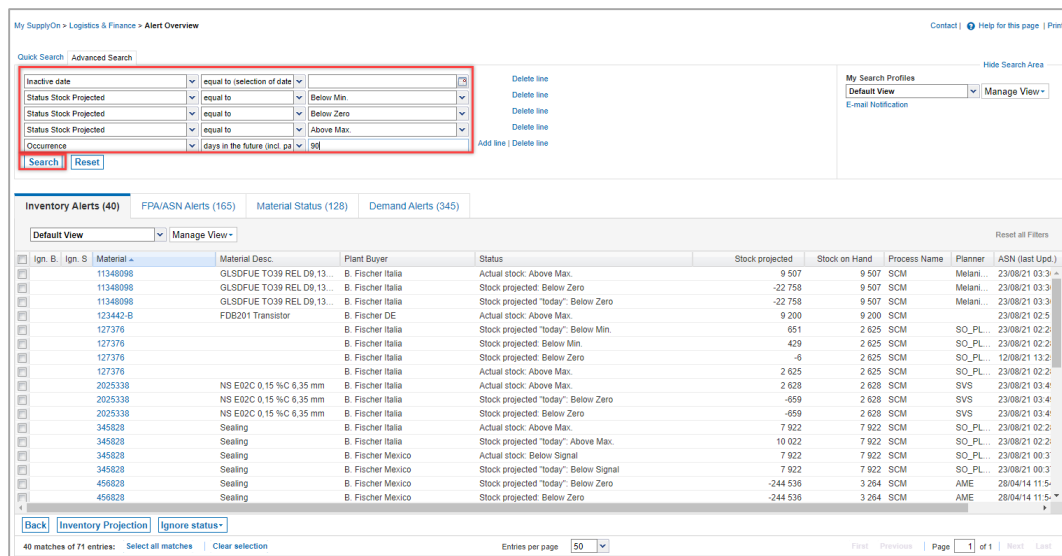 My SupplyOn > Logistics & Finance > Alert Overview Contact | Help for this page | Print
Quick Search Advanced Search
Hide Search Area
Inactive date equal to (selection of date Delete line My Search Profiles
Status Stock Projected equal to Below Min. Delete line Default View Manage View
Status Stock Projected equal to Below Zero Delete line E-mail Notification
Status Stock Projected equal to Above Max. Delete line
Occurrence days in the future (incl. pa 90 Add line | Delete line
Search Reset
Inventory Alerts (40) FPA/ASN Alerts (165) Material Status (128) Demand Alerts (345)
Default View Manage View Reset all Filters
Ign. B. Ign. S Material Material Desc. Plant Buyer Status Stock projected Stock on Hand Process Name Planner ASN (last Upd.)
11348098 GLSDFUE TO39 REL D9,13... B. Fischer Italia Actual stock: Above Max. 9 507 9 507 SCM Melani... 23/08/21 03:3
11348098 GLSDFUE TO39 REL D9,13... B. Fischer Italia Stock projected: Below Zero -22 758 9 507 SCM Melani... 23/08/21 03:3
11348098 GLSDFUE TO39 REL D9,13... B. Fischer Italia Stock projected "today": Below Zero -22 758 9 507 SCM Melani... 23/08/21 03:3
123442-B FDB201 Transistor B. Fischer DE Actual stock: Above Max. 9 200 9 200 SCM 23/08/21 02:5
127376 B. Fischer Italia Stock projected "today": Below Min. 651 2 625 SCM SO_PL... 23/08/21 02:2
127376 B. Fischer Italia Stock projected: Below Min. 429 2 625 SCM SO_PL... 23/08/21 02:2
127376 B. Fischer Italia Stock projected: Below Zero -6 2 625 SCM SO_PL... 12/08/21 13:2
127376 B. Fischer Italia Actual stock: Above Max. 2 625 2 625 SCM SO_PL... 23/08/21 02:2
2025338 NS E02C 0,15 %C 6,35 mm B. Fischer Italia Actual stock: Above Max. 2 628 2 628 SCM SVS 23/08/21 03:4
2025338 NS E02C 0,15 %C 6,35 mm B. Fischer Italia Stock projected "today": Below Zero -659 2 628 SCM SVS 23/08/21 03:4
2025338 NS E02C 0,15 %C 6,35 mm B. Fischer Italia Stock projected: Below Zero -659 2 628 SCM SVS 23/08/21 03:4
345828 Sealing B. Fischer Italia Actual stock: Above Max. 7 922 7 922 SCM SO_PL... 23/08/21 02:2
345828 Sealing B. Fischer Italia Stock projected "today": Above Max. 10 022 7 922 SCM SO_PL... 23/08/21 02:2
345828 Sealing B. Fischer Mexico Actual stock: Below Signal 7 922 7 922 SCM SO_PL... 23/08/21 00:3
345828 Sealing B. Fischer Mexico Stock projected "today": Below Signal 7 922 7 922 SCM SO_PL... 23/08/21 00:3
456828 Sealing B. Fischer Mexico Stock projected "today": Below Zero -244 536 3 264 SCM AME 28/04/14 11:5
456828 Sealing B. Fischer Mexico Stock projected: Below Zero -244 536 3 264 SCM AME 28/04/14 11:5
Back Inventory Projection Ignore status
40 matches of 71 entries: Select all matches | Clear selection Entries per page 50 First Previous | Page 1 of 1 | Next Last